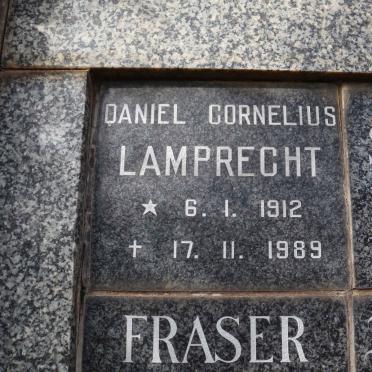 DANIEL CORNELIUS
LAMPRECHT
★ 6. 1. 1912
✝ 17. 11. 1989
FRASER